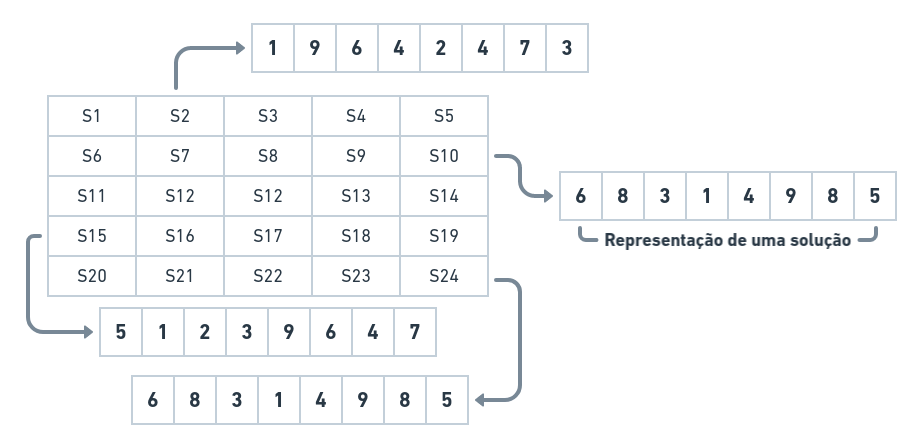 1 9 6 4 2 4 7 3
S1 S2 S3 S4 S5
S6 S7 S8 S9 S10
S11 S12 S12 S13 S14
S15 S16 S17 S18 S19
S20 S21 S22 S23 S24
6 8 3 1 4 9 8 5
Representação de uma solução
5 1 2 3 9 6 4 7
6 8 3 1 4 9 8 5